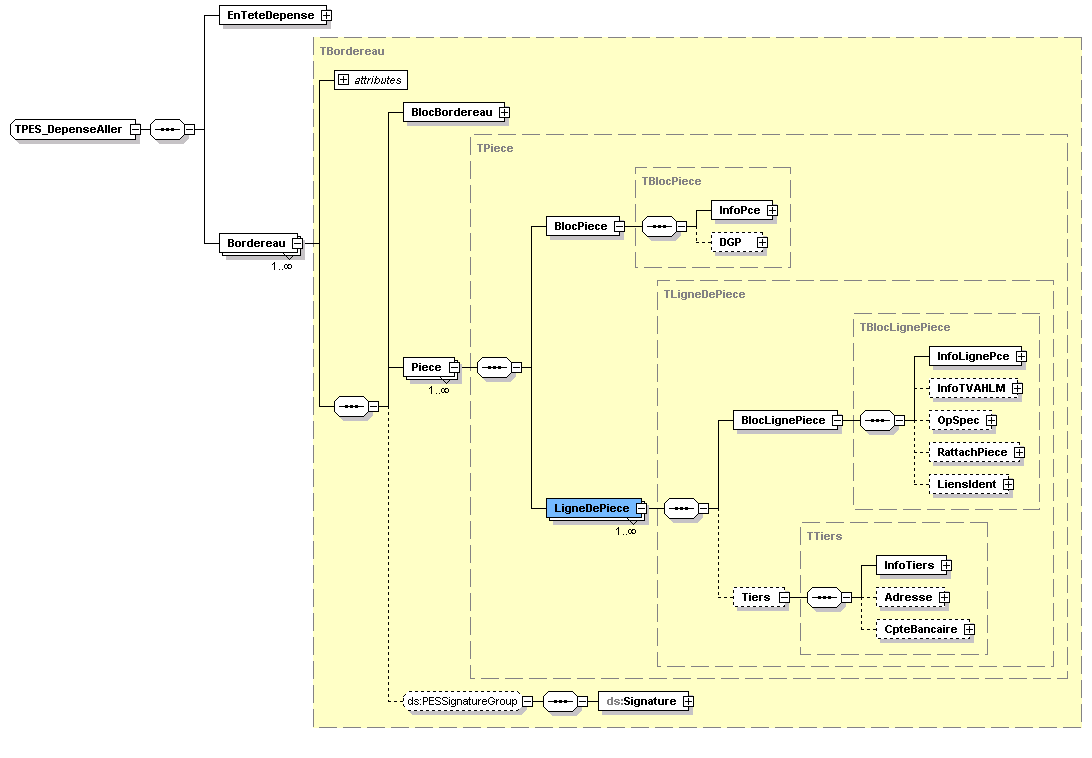 EnTeteDepense
TBordereau
attributes
BlocBordereau
TPES_DepenseAller
TPiece
TBlocPiece
InfoPce
BlocPiece
DGP
Bordereau
1..∞
TLigneDePiece
TBlocLignePiece
InfoLignePce
Piece
1..∞
InfoTVAHLM
BlocLignePiece
OpSpec
RattachPiece
LiensIdent
LigneDePiece
1..∞
TTiers
InfoTiers
Tiers
Adresse
CpteBancaire
ds:PESSignatureGroup
ds:Signature